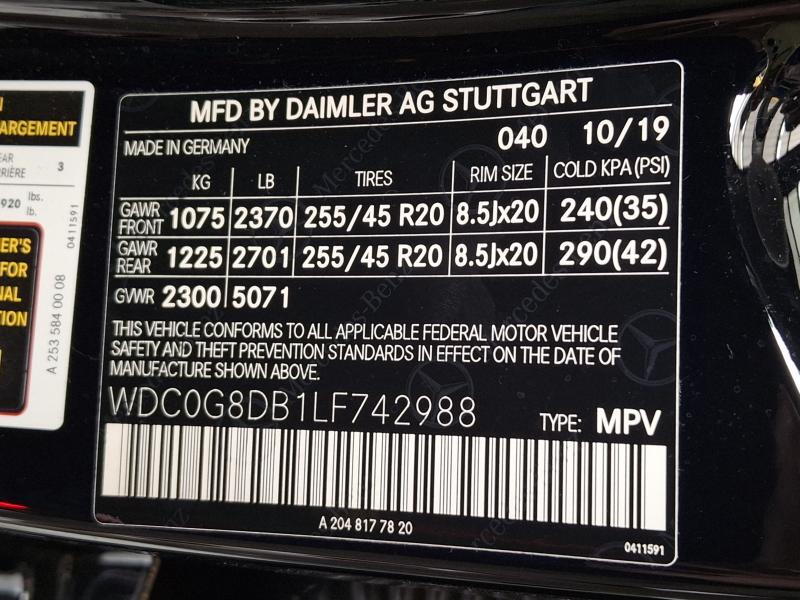 MFD BY DAIMLER AG STUTTGART
MADE IN GERMANY 040 10/19
KG LB TIRES RIM SIZE COLD KPA (PSI)
GAWR FRONT 1075 2370 255/45 R20 8.5Jx20 240(35)
GAWR REAR 1225 2701 255/45 R20 8.5Jx20 290(42)
GVWR 2300 5071
THIS VEHICLE CONFORMS TO ALL APPLICABLE FEDERAL MOTOR VEHICLE
SAFETY AND THEFT PREVENTION STANDARDS IN EFFECT ON THE DATE OF
MANUFACTURE SHOWN ABOVE.
WDC0G8DB1LF742988
TYPE: MPV
A 204 817 78 20
0411591
ARGEMENT
3
920 lbs.
lb.
0411591
A 253 584 00 08
FOR